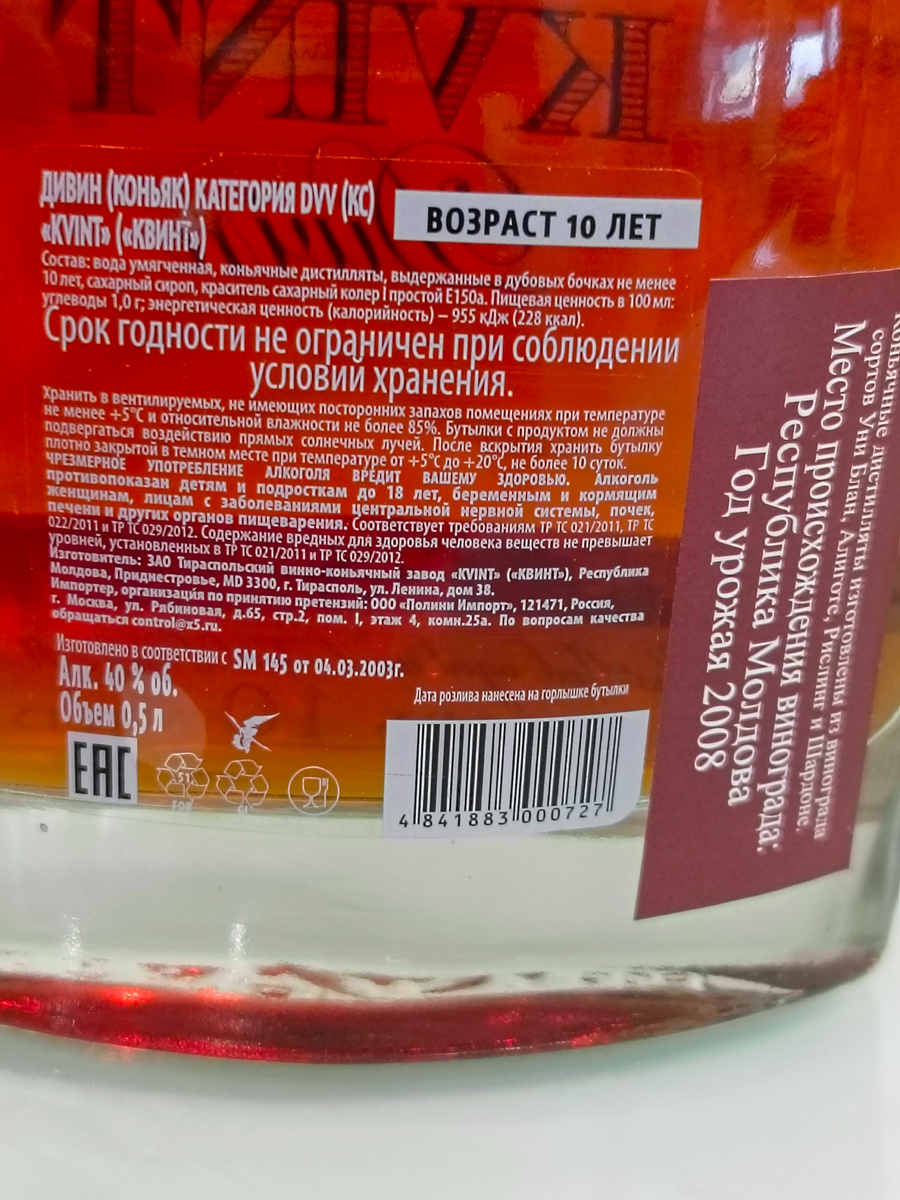 KVINT
ДИВИН (КОНЬЯК) КАТЕГОРИЯ DVV (КС)
«KVINT» («КВИНТ»)
ВОЗРАСТ 10 ЛЕТ
Состав: вода умягченная, коньячные дистилляты, выдержанные в дубовых бочках не менее
10 лет, сахарный сироп, краситель сахарный колер I простой Е150а. Пищевая ценность в 100 мл:
углеводы 1,0 г; энергетическая ценность (калорийность) – 955 кДж (228 ккал).
Срок годности не ограничен при соблюдении
условий хранения.
Хранить в вентилируемых, не имеющих посторонних запахов помещениях при температуре
не менее +5°С и относительной влажности не более 85%. Бутылки с продуктом не должны
подвергаться воздействию прямых солнечных лучей. После вскрытия хранить бутылку
плотно закрытой в темном месте при температуре от +5°С до +20°С, не более 10 суток.
ЧРЕЗМЕРНОЕ УПОТРЕБЛЕНИЕ АЛКОГОЛЯ ВРЕДИТ ВАШЕМУ ЗДОРОВЬЮ. Алкоголь
противопоказан детям и подросткам до 18 лет, беременным и кормящим
женщинам, лицам с заболеваниями центральной нервной системы, почек,
печени и других органов пищеварения. Соответствует требованиям ТР ТС 021/2011, ТР ТС
022/2011 и ТР ТС 029/2012. Содержание вредных для здоровья человека веществ не превышает
уровней, установленных в ТР ТС 021/2011 и ТР ТС 029/2012.
Изготовитель: ЗАО Тираспольский винно-коньячный завод «KVINT» («КВИНТ»), Республика
Молдова, Приднестровье, MD 3300, г. Тирасполь, ул. Ленина, дом 38.
Импортер, организация по принятию претензий: ООО «Полини Импорт», 121471, Россия,
г. Москва, ул. Рябиновая, д.65, стр.2, пом. I, этаж 4, комн.25а. По вопросам качества
обращаться control@x5.ru.
Изготовлено в соответствии с SM 145 от 04.03.2003г.
Алк. 40 % об.
Объем 0,5 л
Дата розлива нанесена на горлышке бутылки
ЕАС
51
FOR
GL
4 841883 000727
Коньячные дистилляты изготовлены из винограда
сортов Уни Блан, Алиготе, Рислинг и Шардоне.
Место происхождения винограда:
Республика Молдова
Год урожая 2008